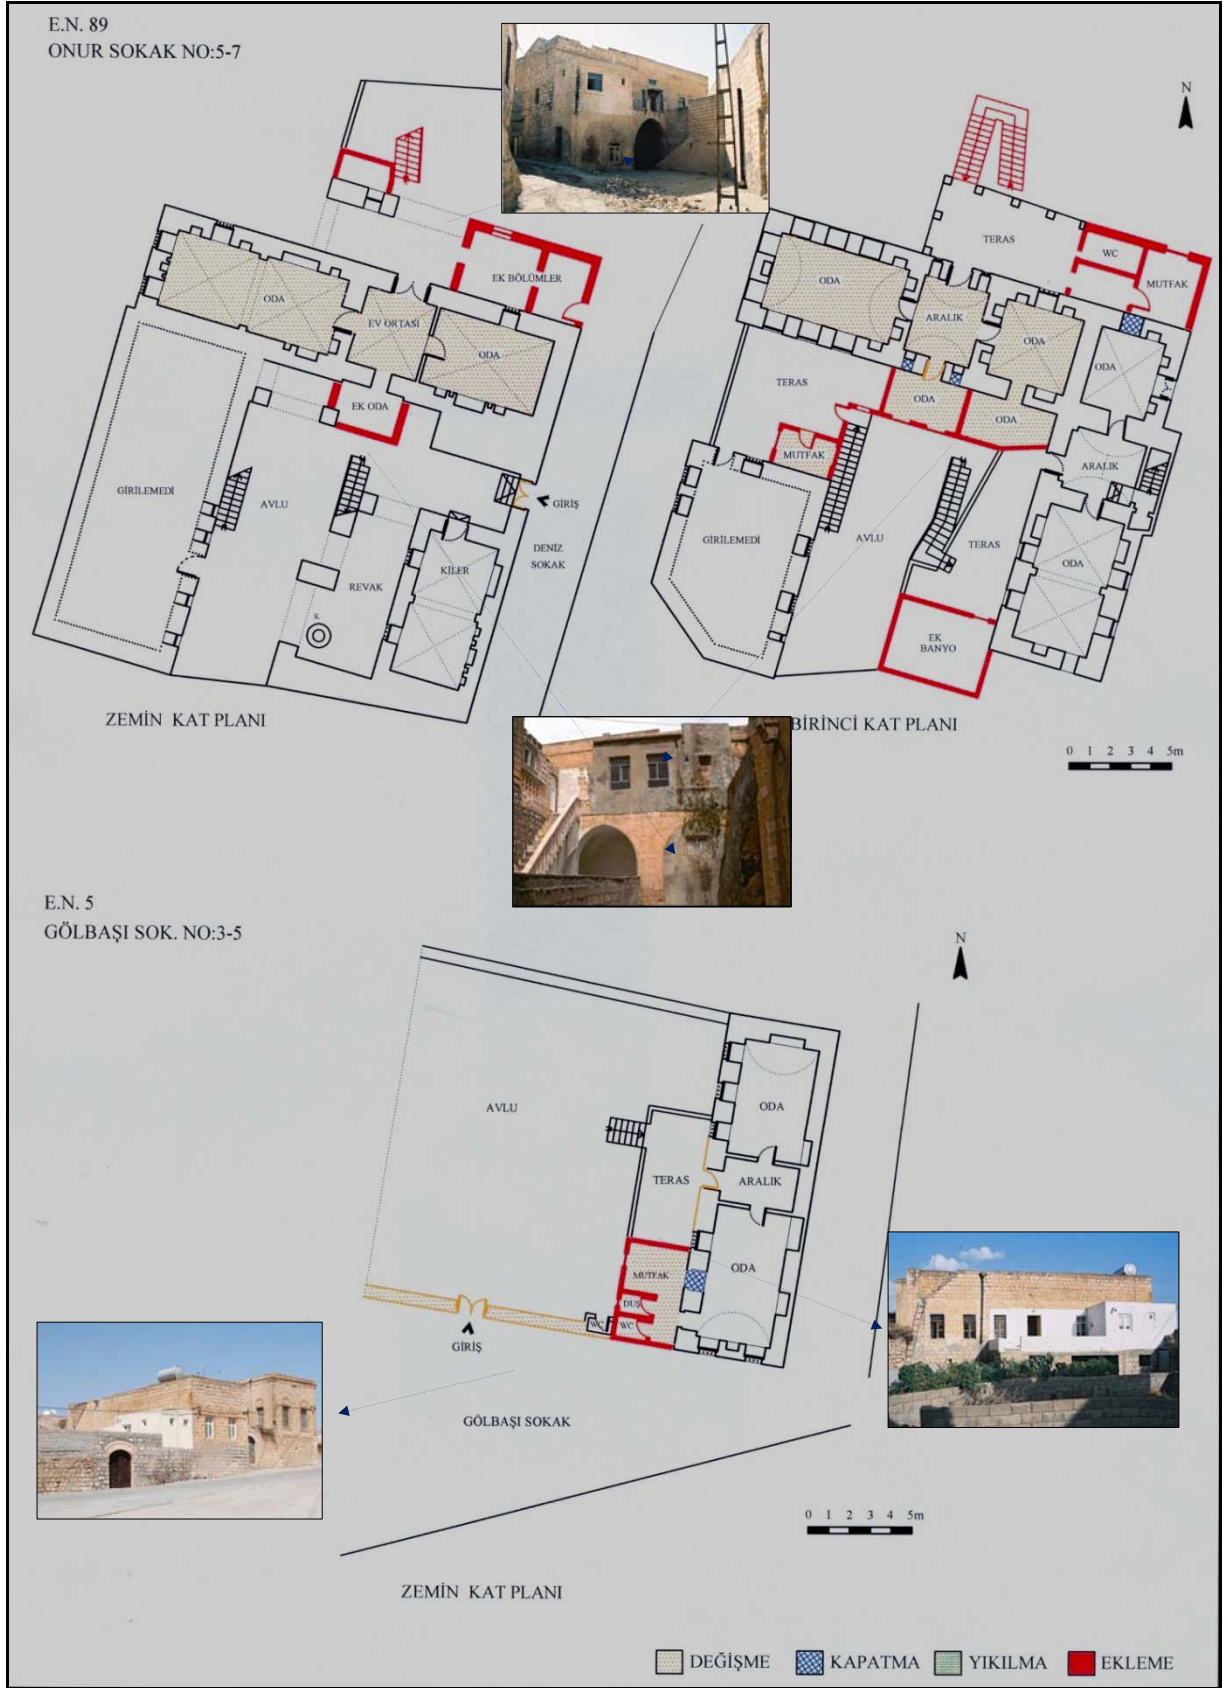 E.N. 89
ONUR SOKAK NO:5-7
N
EK BÖLÜMLER
ODA
EV ORTASI
ODA
EK ODA
GİRİLEMEDİ
AVLU
GİRİŞ
DENİZ
SOKAK
REVAK
KİLER
K
ZEMİN KAT PLANI
TERAS
WC
MUTFAK
ODA
ARALIK
ODA
ODA
TERAS
ODA
ODA
MUTFAK
ARALIK
GİRİLEMEDİ
AVLU
TERAS
ODA
EK
BANYO
BİRİNCİ KAT PLANI
0 1 2 3 4 5m
E.N. 5
GÖLBAŞI SOK. NO:3-5
N
AVLU
ODA
TERAS
ARALIK
ODA
MUTFAK
DUŞ
WC
WC
GİRİŞ
GÖLBAŞI SOKAK
0 1 2 3 4 5m
ZEMİN KAT PLANI
DEĞİŞME
KAPATMA
YIKILMA
EKLEME